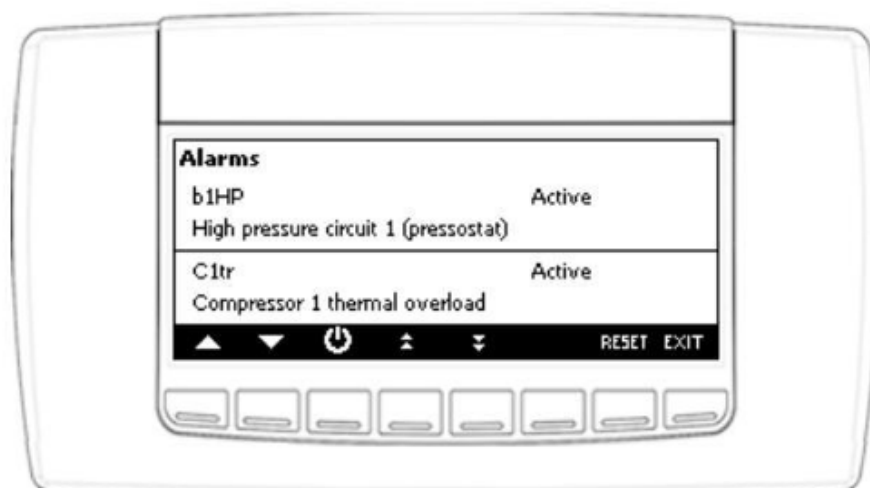 Alarms
b1HP Active
High pressure circuit 1 (pressostat)
C1tr Active
Compressor 1 thermal overload
RESET EXIT